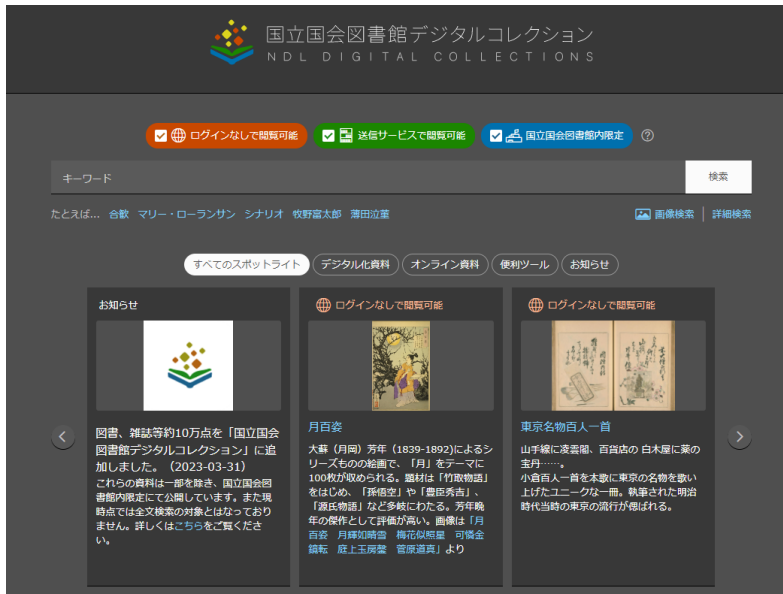 国立国会図書館デジタルコレクション
NDL DIGITAL COLLECTIONS
ログインなしで閲覧可能
送信サービスで閲覧可能
国立国会図書館内限定
?
キーワード
検索
たとえば... 合歓 マリー・ローランサン シナリオ 牧野富太郎 薄田泣菫
画像検索 | 詳細検索
すべてのスポットライト デジタル化資料 オンライン資料 便利ツール お知らせ
お知らせ
図書、雑誌等約10万点を「国立国会
図書館デジタルコレクション」に追
加しました。（2023-03-31）
これらの資料は一部を除き、国立国会図
書館内限定にて公開しています。また現
時点では全文検索の対象とはなっており
ません。詳しくはこちらをご覧くださ
い。
ログインなしで閲覧可能
月百姿
大蘇（月岡）芳年（1839-1892)によるシ
リーズものの絵画で、「月」をテーマに
100枚が収められる。題材は「竹取物語」
をはじめ、「孫悟空」や「豊臣秀吉」、
「源氏物語」など多岐にわたる。芳年晩
年の傑作として評価が高い。画像は「月
百姿 月輝如晴雪 梅花似照星 可憐金
鏡転 庭上玉房馨 菅原道真」より
ログインなしで閲覧可能
東京名物百人一首
山手線に凌雲閣、百貨店の 白木屋に薬の
宝丹……。
小倉百人一首を本歌に東京の名物を歌い
上げたユニークな一冊。執筆された明治
時代当時の東京の流行が偲ばれる。